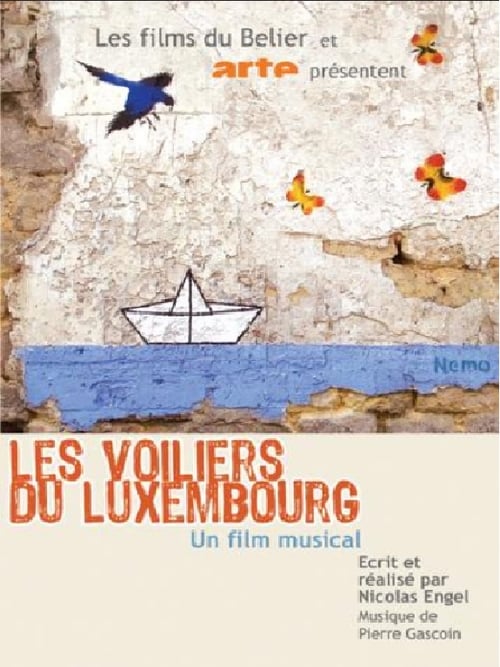 Les films du Belier et
arte présentent
Nemo
LES VOILIERS
DU LUXEMBOURG
Un film musical
Ecrit et
réalisé par
Nicolas Engel
Musique de
Pierre Gascoin